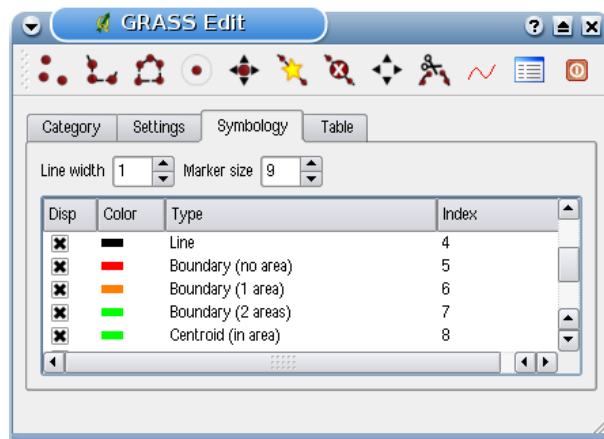 GRASS Edit
Category Settings Symbology Table
Line width 1 Marker size 9
Disp Color Type Index
Line 4
Boundary (no area) 5
Boundary (1 area) 6
Boundary (2 areas) 7
Centroid (in area) 8